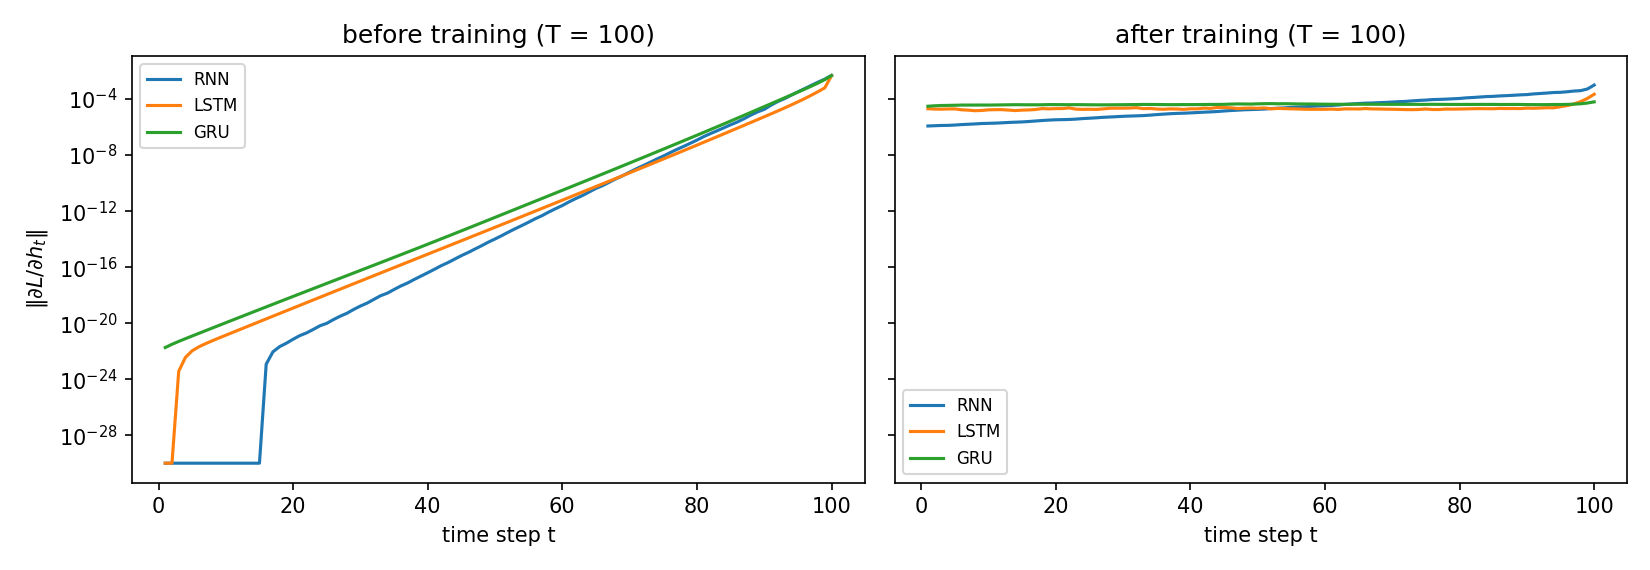 before training (T = 100)
‖∂L/∂hₜ‖
10⁻⁴
10⁻⁸
10⁻¹²
10⁻¹⁶
10⁻²⁰
10⁻²⁴
10⁻²⁸
RNN
LSTM
GRU
0 20 40 60 80 100
time step t
after training (T = 100)
RNN
LSTM
GRU
0 20 40 60 80 100
time step t